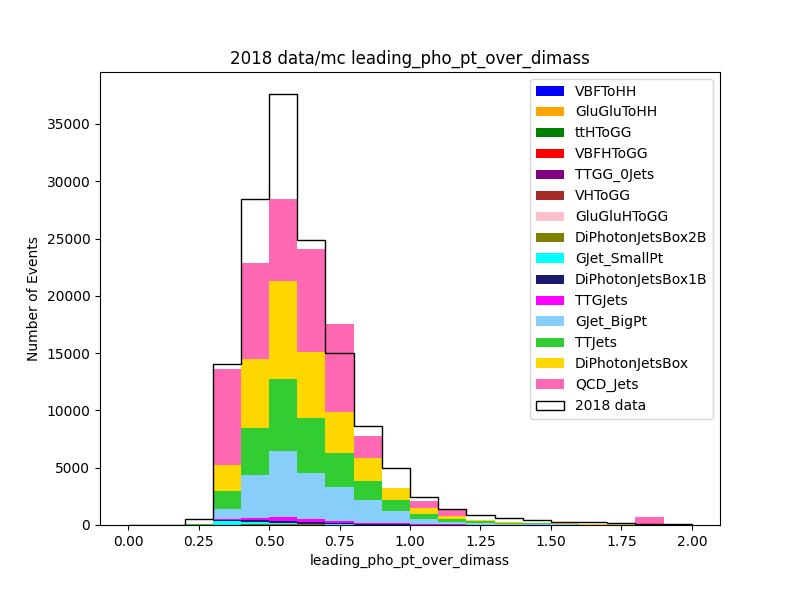 2018 data/mc leading_pho_pt_over_dimass
Number of Events
35000
30000
25000
20000
15000
10000
5000
0
0.00 0.25 0.50 0.75 1.00 1.25 1.50 1.75 2.00
leading_pho_pt_over_dimass
VBFToHH
GluGluToHH
ttHToGG
VBFHToGG
TTGG_0Jets
VHToGG
GluGluHToGG
DiPhotonJetsBox2B
GJet_SmallPt
DiPhotonJetsBox1B
TTGJets
GJet_BigPt
TTJets
DiPhotonJetsBox
QCD_Jets
2018 data